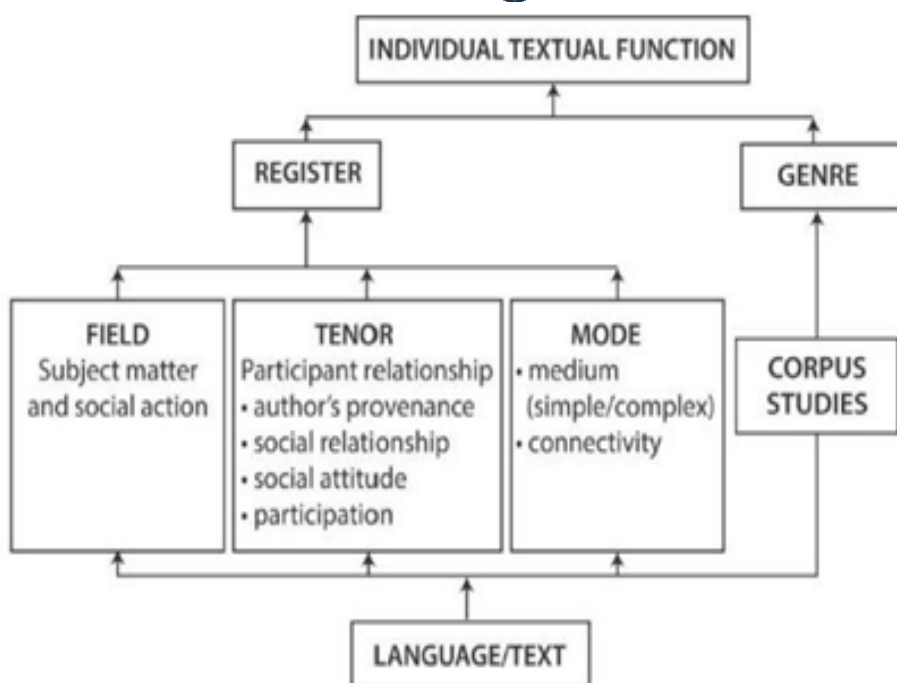 INDIVIDUAL TEXTUAL FUNCTION
REGISTER
GENRE
FIELD
Subject matter
and social action
TENOR
Participant relationship
• author's provenance
• social relationship
• social attitude
• participation
MODE
• medium
(simple/complex)
• connectivity
CORPUS
STUDIES
LANGUAGE/TEXT